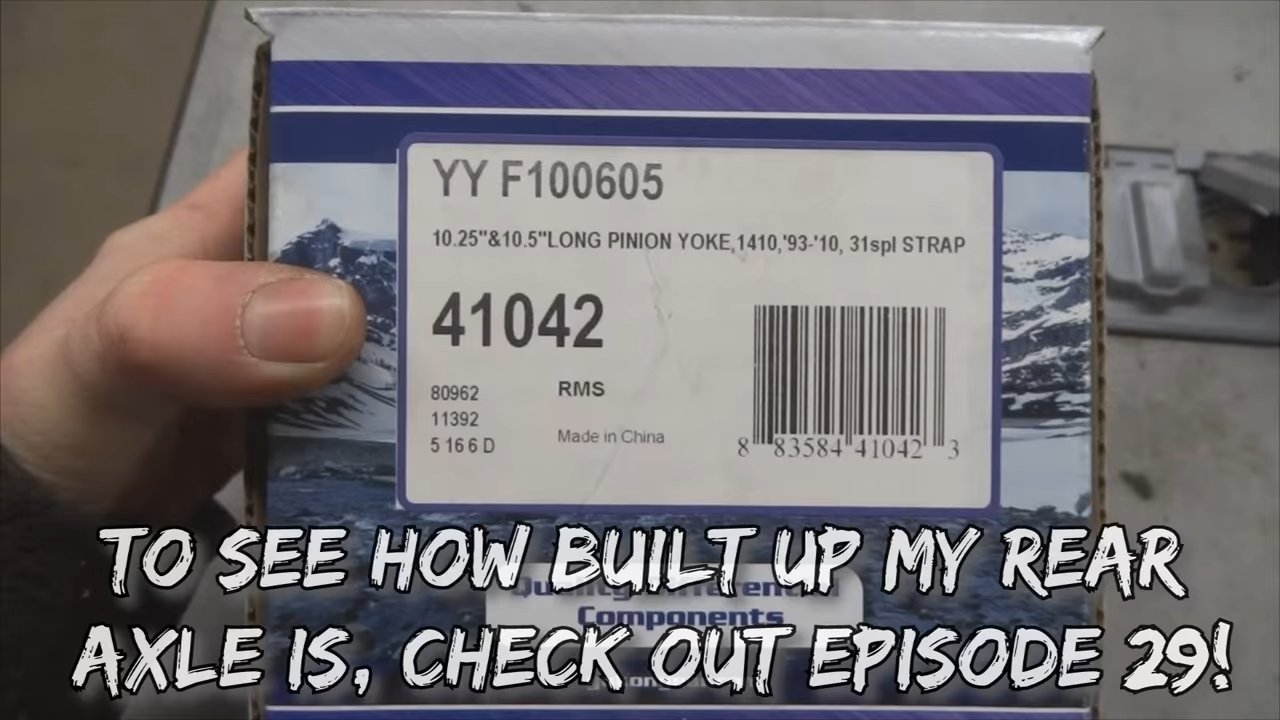 YY F100605
10.25"&10.5"LONG PINION YOKE,1410,'93-'10, 31spl STRAP
41042
80962
RMS
11392
Made in China
5 16 6 D
8 83584 41042 3
TO SEE HOW BUILT UP MY REAR
Components
AXLE IS, CHECK OUT EPISODE 29!